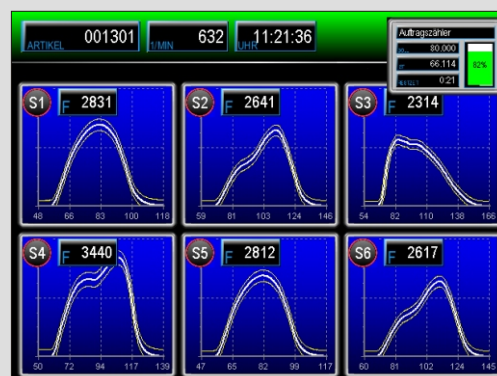 ARTIKEL 001301 1/MIN 632 UHR 11:21:36
Auftragszähler
80.000
66.114
0:21
82%
S1 F 2831
S2 F 2641
S3 2314
48 66 83 100 118
59 81 103 124 146
54 82 110 138 166
S4 F 3440
S5 F 2812
S6 F 2617
50 72 94 117 139
47 65 82 99 117
60 81 103 124 145